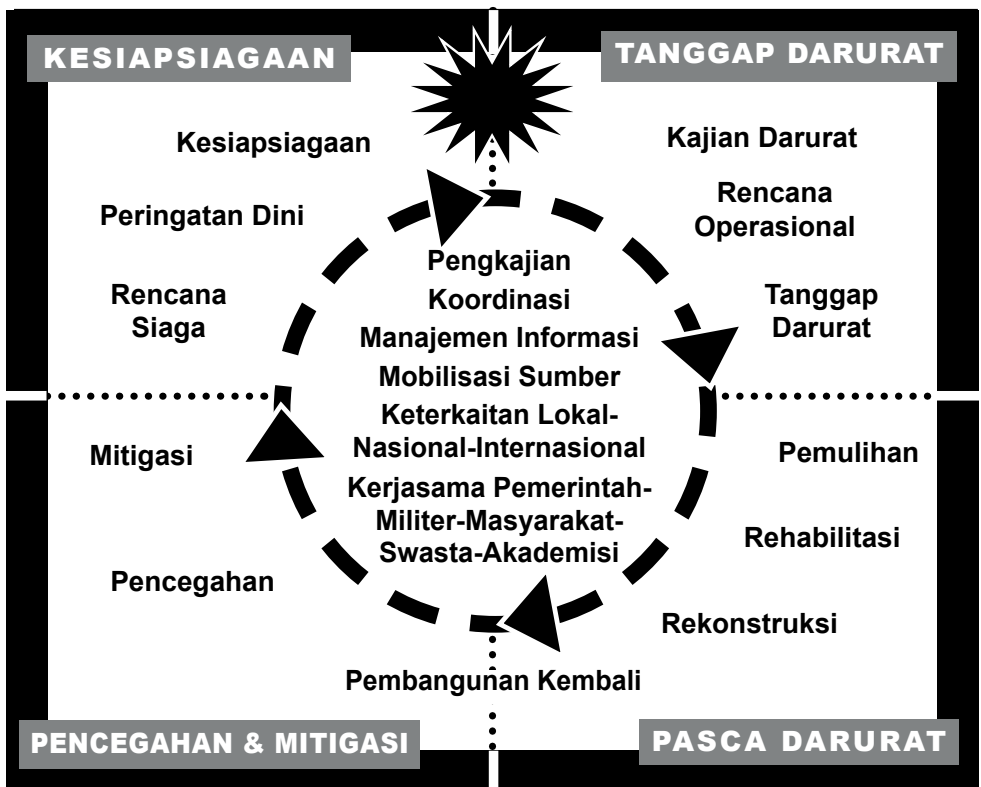 KESIAPSIAGAAN
TANGGAP DARURAT
Kesiapsiagaan
Peringatan Dini
Rencana
Siaga
Kajian Darurat
Rencana
Operasional
Tanggap
Darurat
Pengkajian
Koordinasi
Manajemen Informasi
Mobilisasi Sumber
Keterkaitan Lokal-
Nasional-Internasional
Kerjasama Pemerintah-
Militer-Masyarakat-
Swasta-Akademisi
Mitigasi
Pencegahan
Pemulihan
Rehabilitasi
Rekonstruksi
Pembangunan Kembali
PENCEGAHAN & MITIGASI
PASCA DARURAT